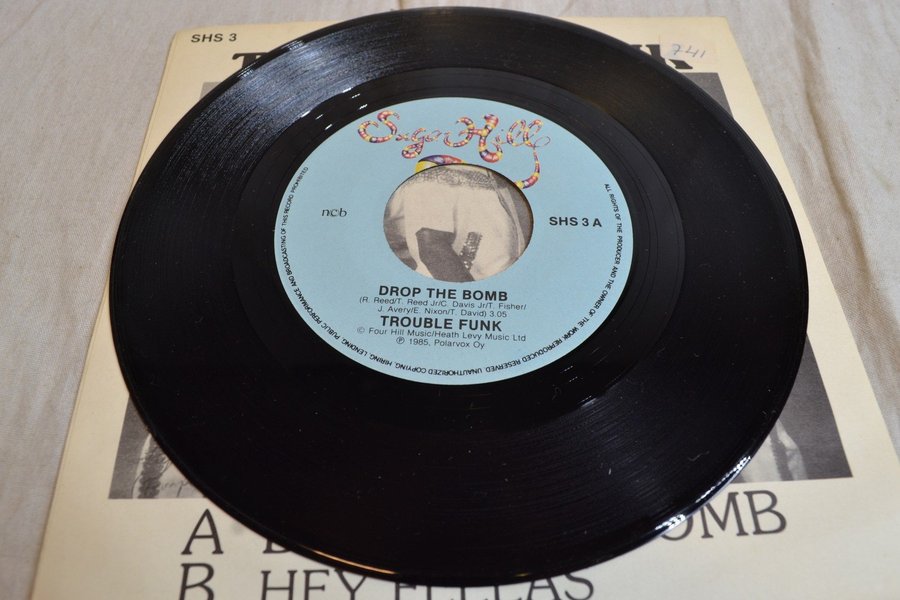 SHS 3
741
Sugar Hill
ncb
SHS 3 A
DROP THE BOMB
(R. Reed/T. Reed Jr/C. Davis Jr/T. Fisher/
J. Avery/E. Nixon/T. David) 3.05
TROUBLE FUNK
© Four Hill Music/Heath Levy Music Ltd
℗ 1985, Polarvox Oy
ALL RIGHTS OF THE PRODUCER AND THE OWNER OF THE WORK REPRODUCED RESERVED. UNAUTHORIZED COPYING, HIRING, LENDING, PUBLIC PERFORMANCE AND BROADCASTING OF THIS RECORD PROHIBITED
A OMB
B HEY FELLAS